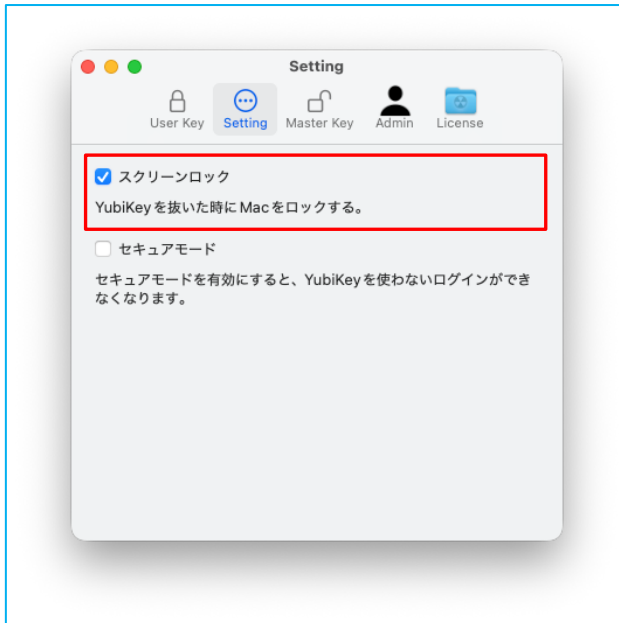 Setting
User Key
Setting
Master Key
Admin
License
スクリーンロック
YubiKeyを抜いた時にMacをロックする。
セキュアモード
セキュアモードを有効にすると、YubiKeyを使わないログインができ
なくなります。